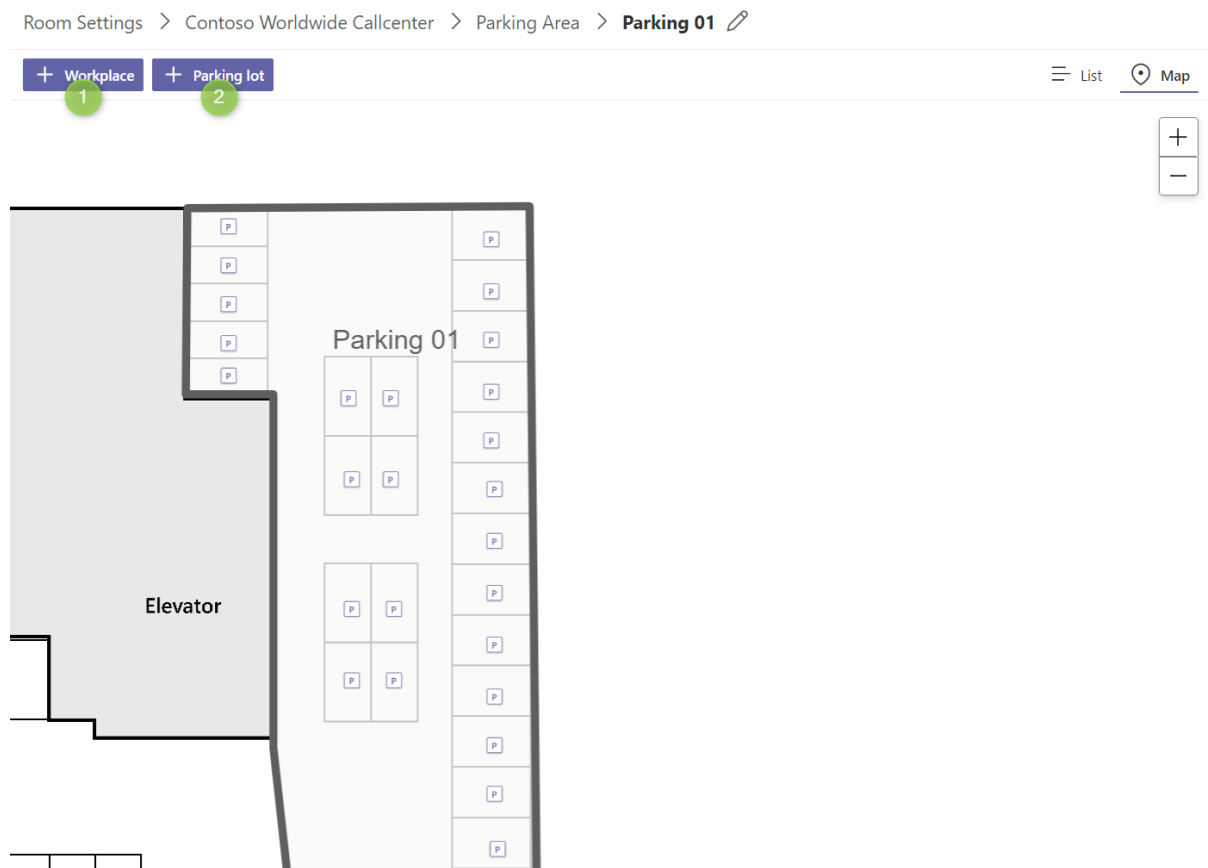 Room Settings > Contoso Worldwide Callcenter > Parking Area > Parking 01
+ Workplace + Parking lot List Map
1 2
+
−
P
P
P
P
P
P
P
Parking 01 P
P
P
P P
P
P P
P
P
Elevator
P
P P
P
P P
P
P
P
P